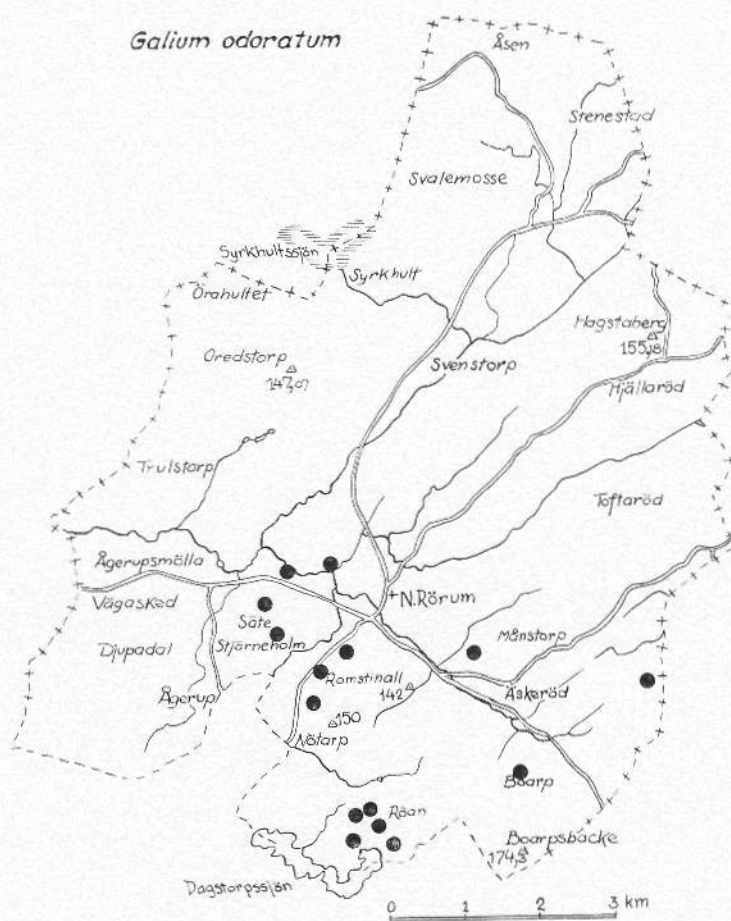 Galium odoratum
Åsen
Stenestad
Svalemosse
Syrkhultssjön
Syrkhult
Örahultet
Hagstaberg
155,18
Oredstorp
147,07
Svenstorp
Hjällaröd
Trulstorp
Toftaröd
Ågerupsmölla
Vägasked
N.Rörum
Säte
Djupadal
Stjärneholm
Månstorp
Romstinall
Ågerup
142
Äskeröd
150
Nötarp
Boarp
Röan
Boarpsbacke
174,3
Dagstorpssjön
0 1 2 3 km